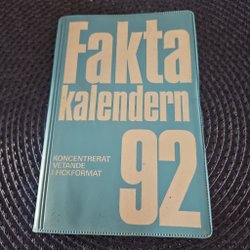 Fakta
kalendern
KONCENTRERAT
VETANDE
I FICKFORMAT
92